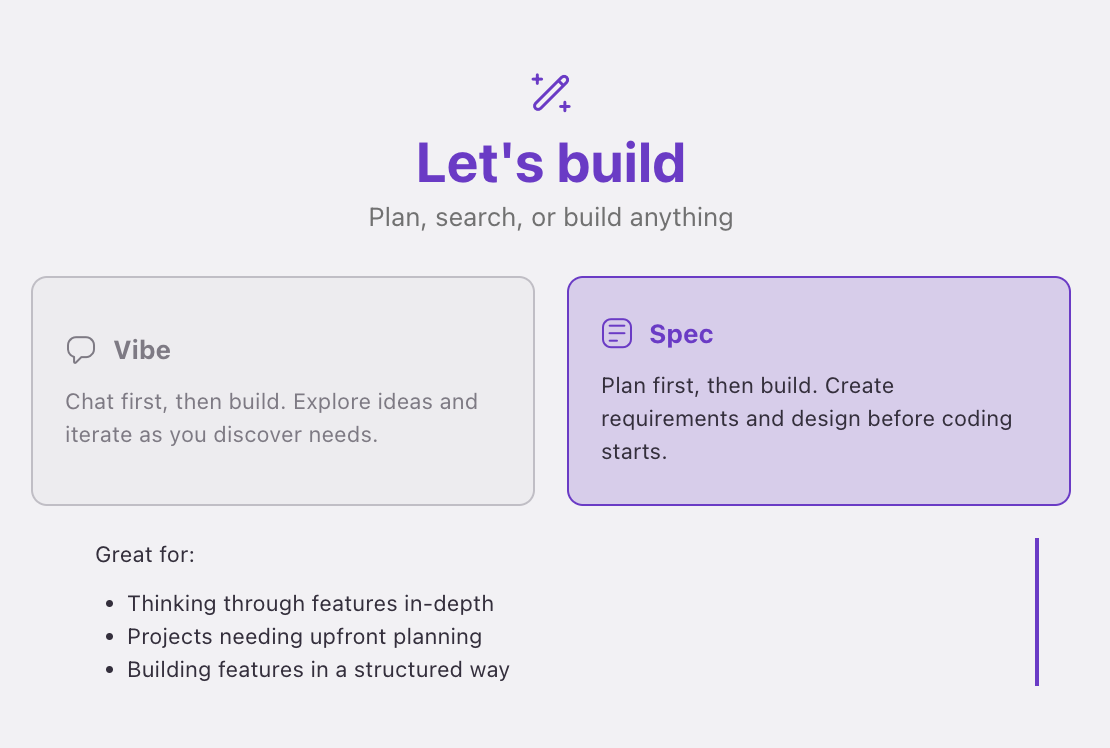 Let's build
Plan, search, or build anything
Vibe
Chat first, then build. Explore ideas and
iterate as you discover needs.
Spec
Plan first, then build. Create
requirements and design before coding
starts.
Great for:
• Thinking through features in-depth
• Projects needing upfront planning
• Building features in a structured way